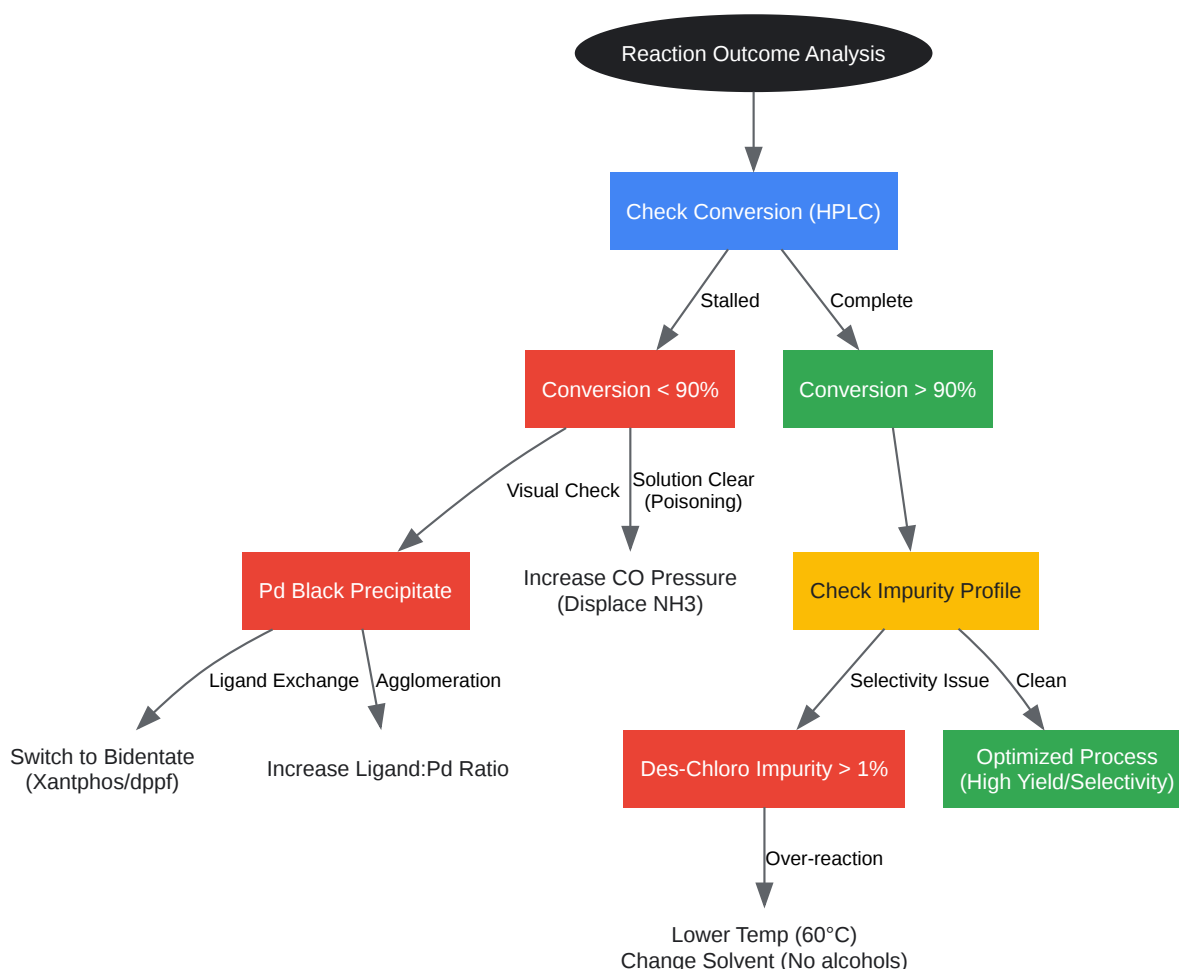 Reaction Outcome Analysis
Check Conversion (HPLC)
Stalled
Complete
Conversion < 90%
Conversion > 90%
Visual Check
Solution Clear
(Poisoning)
Pd Black Precipitate
Increase CO Pressure
(Displace NH3)
Check Impurity Profile
Ligand Exchange
Agglomeration
Selectivity Issue
Clean
Switch to Bidentate
(Xantphos/dppf)
Increase Ligand:Pd Ratio
Des-Chloro Impurity > 1%
Optimized Process
(High Yield/Selectivity)
Over-reaction
Lower Temp (60°C)
Change Solvent (No alcohols)